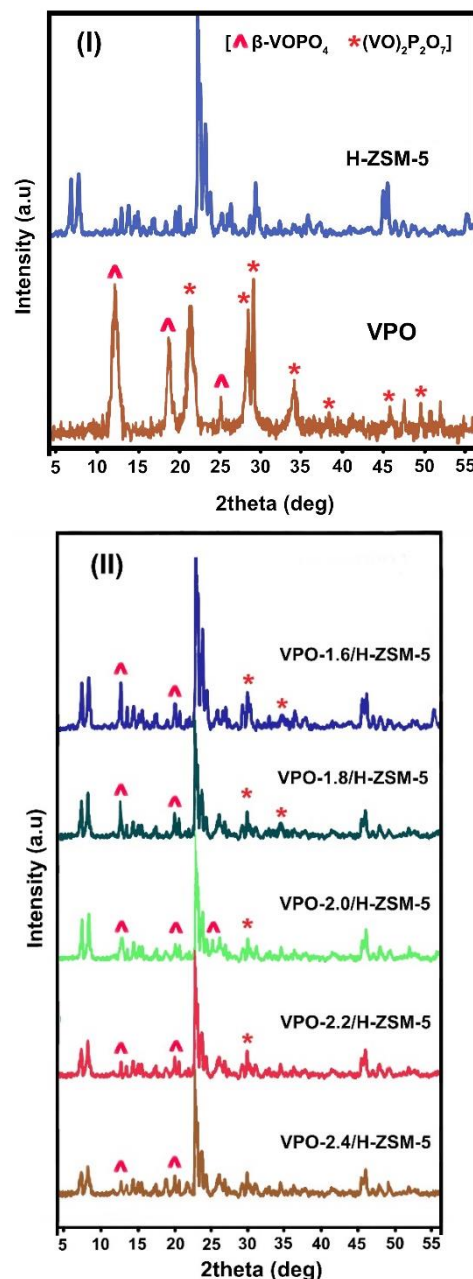 (I)
[^ β-VOPO₄ *(VO)₂P₂O₇]
H-ZSM-5
^
*
^
*
*
^
VPO
*
*
*
*
Intensity (a.u)
5 10 15 20 25 30 35 40 45 50 55
2theta (deg)
(II)
VPO-1.6/H-ZSM-5
^ ^ * *
VPO-1.8/H-ZSM-5
^ ^ * *
VPO-2.0/H-ZSM-5
^ ^ ^ *
VPO-2.2/H-ZSM-5
^ ^ *
VPO-2.4/H-ZSM-5
^ ^
Intensity (a.u)
5 10 15 20 25 30 35 40 45 50 55
2theta (deg)